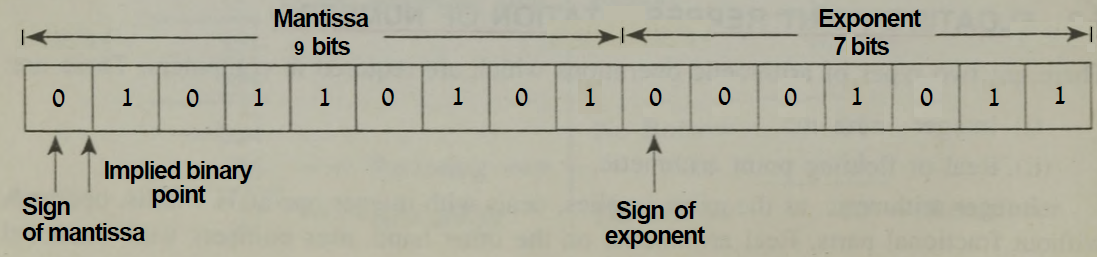 Mantissa
9 bits
Exponent
7 bits
0 1 0 1 1 0 1 0 1 0 0 0 1 0 1 1
Implied binary
point
Sign
of mantissa
Sign of
exponent